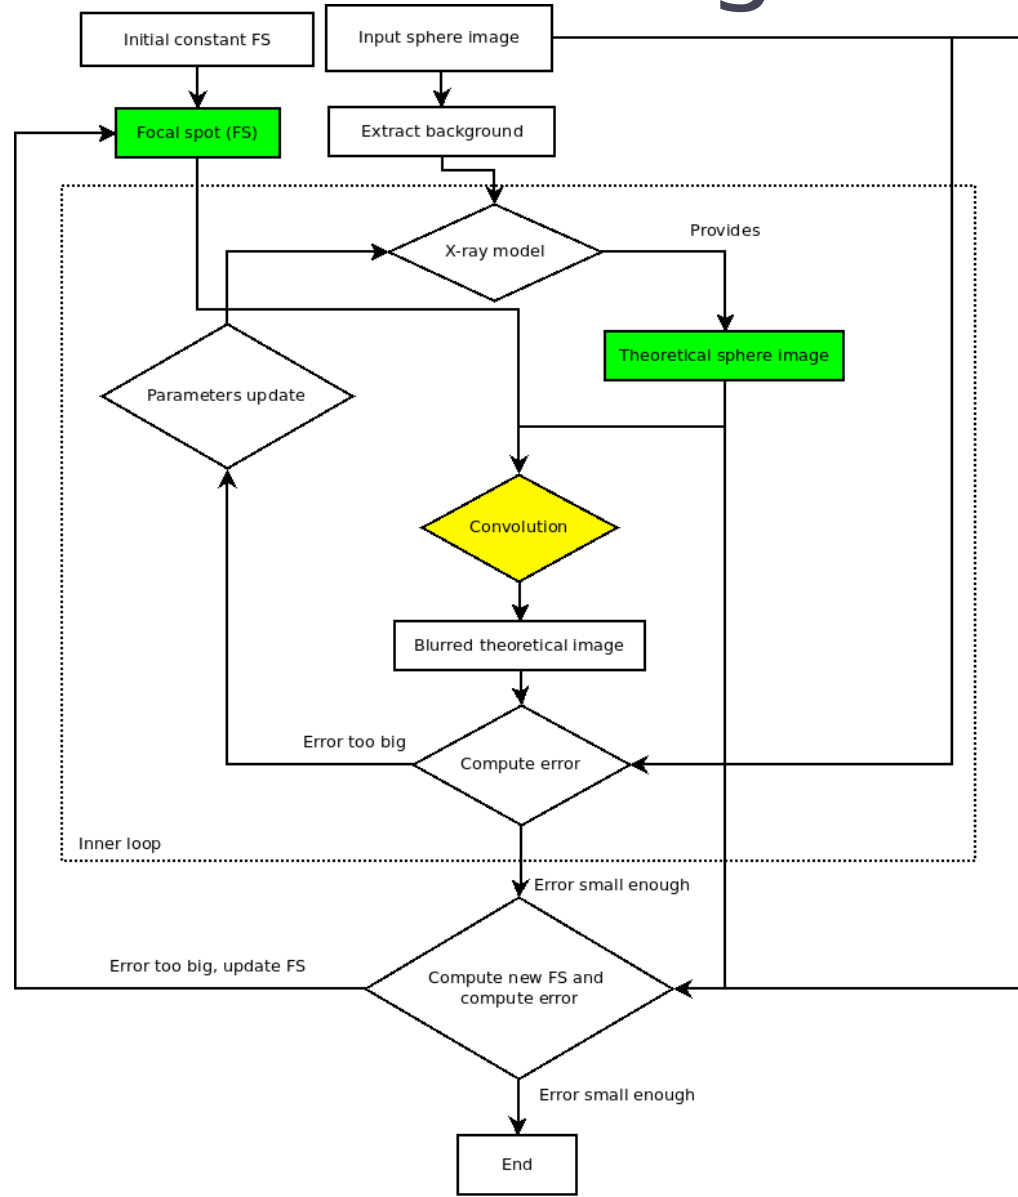 Initial constant FS
Input sphere image
Focal spot (FS)
Extract background
X-ray model
Provides
Theoretical sphere image
Parameters update
Convolution
Blurred theoretical image
Error too big
Compute error
Inner loop
Error small enough
Error too big, update FS
Compute new FS and
compute error
Error small enough
End